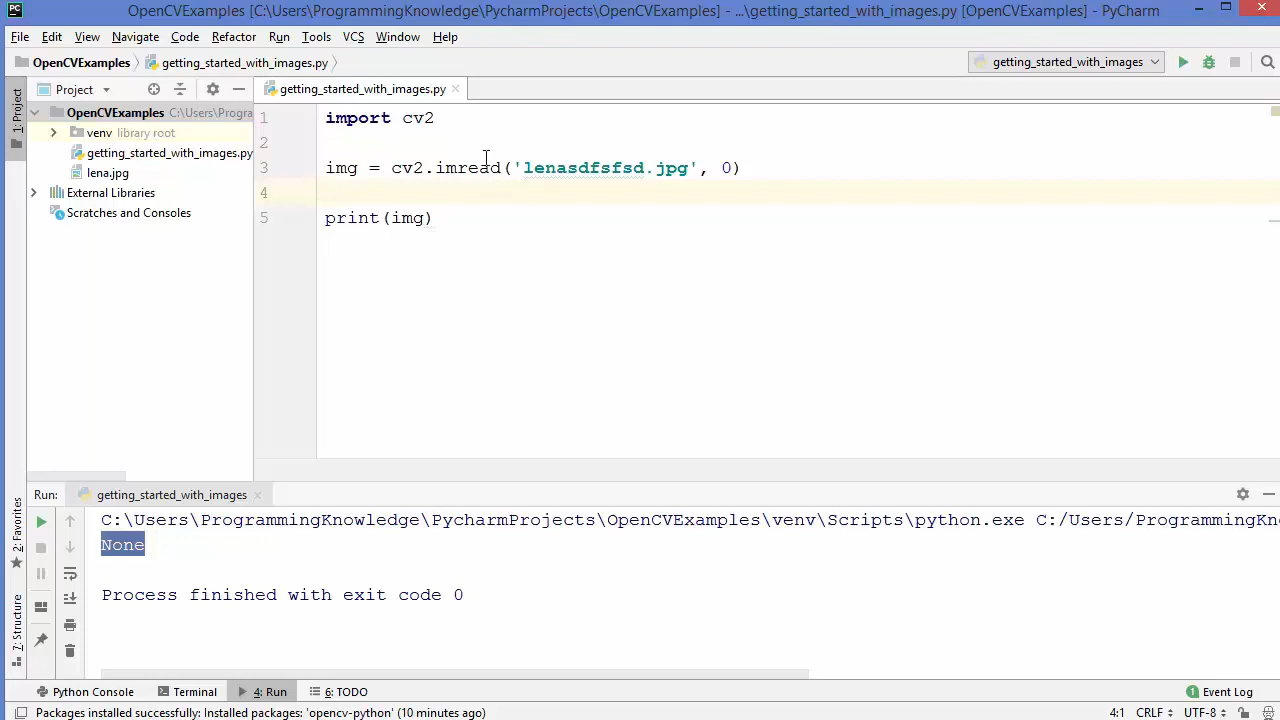 PC OpenCVExamples [C:\Users\ProgrammingKnowledge\PycharmProjects\OpenCVExamples] - ...\getting_started_with_images.py [OpenCVExamples] - PyCharm
File Edit View Navigate Code Refactor Run Tools VCS Window Help
OpenCVExamples getting_started_with_images.py getting_started_with_images
1: Project
Project
getting_started_with_images.py
OpenCVExamples C:\Users\Progra
venv library root
getting_started_with_images.py
lena.jpg
External Libraries
Scratches and Consoles
1 import cv2
2
3 img = cv2.imread('lenasdfsfsd.jpg', 0)
4
5 print(img)
2: Favorites
7: Structure
Run: getting_started_with_images
C:\Users\ProgrammingKnowledge\PycharmProjects\OpenCVExamples\venv\Scripts\python.exe C:/Users/ProgrammingKno
None
Process finished with exit code 0
Python Console Terminal 4: Run 6: TODO 1 Event Log
Packages installed successfully: Installed packages: 'opencv-python' (10 minutes ago) 4:1 CRLF UTF-8